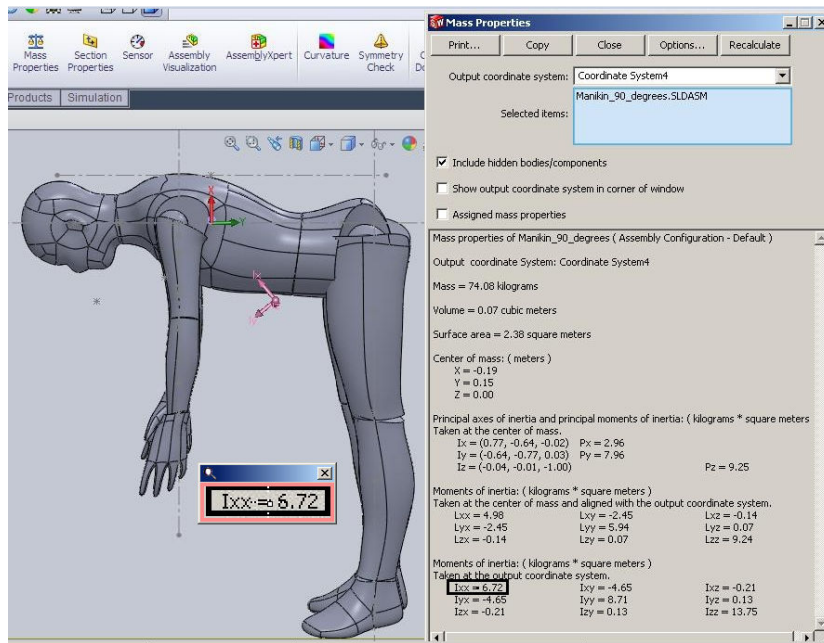 Mass Properties
Section Properties
Sensor
Assembly Visualization
AssemblyXpert
Curvature
Symmetry Check
Products
Simulation
Ixx = 6.72
Mass Properties
Print...
Copy
Close
Options...
Recalculate
Output coordinate system:
Coordinate System4
Selected items:
Manikin_90_degrees.SLDASM
Include hidden bodies/components
Show output coordinate system in corner of window
Assigned mass properties
Mass properties of Manikin_90_degrees ( Assembly Configuration - Default )
Output coordinate System: Coordinate System4
Mass = 74.08 kilograms
Volume = 0.07 cubic meters
Surface area = 2.38 square meters
Center of mass: ( meters )
X = -0.19
Y = 0.15
Z = 0.00
Principal axes of inertia and principal moments of inertia: ( kilograms * square meters
Taken at the center of mass.
Ix = (0.77, -0.64, -0.02) Px = 2.96
Iy = (-0.64, -0.77, 0.03) Py = 7.96
Iz = (-0.04, -0.01, -1.00) Pz = 9.25
Moments of inertia: ( kilograms * square meters )
Taken at the center of mass and aligned with the output coordinate system.
Lxx = 4.98 Lxy = -2.45 Lxz = -0.14
Lyx = -2.45 Lyy = 5.94 Lyz = 0.07
Lzx = -0.14 Lzy = 0.07 Lzz = 9.24
Moments of inertia: ( kilograms * square meters )
Taken at the output coordinate system.
Ixx = 6.72 Ixy = -4.65 Ixz = -0.21
Iyx = -4.65 Iyy = 8.71 Iyz = 0.13
Izx = -0.21 Izy = 0.13 Izz = 13.75